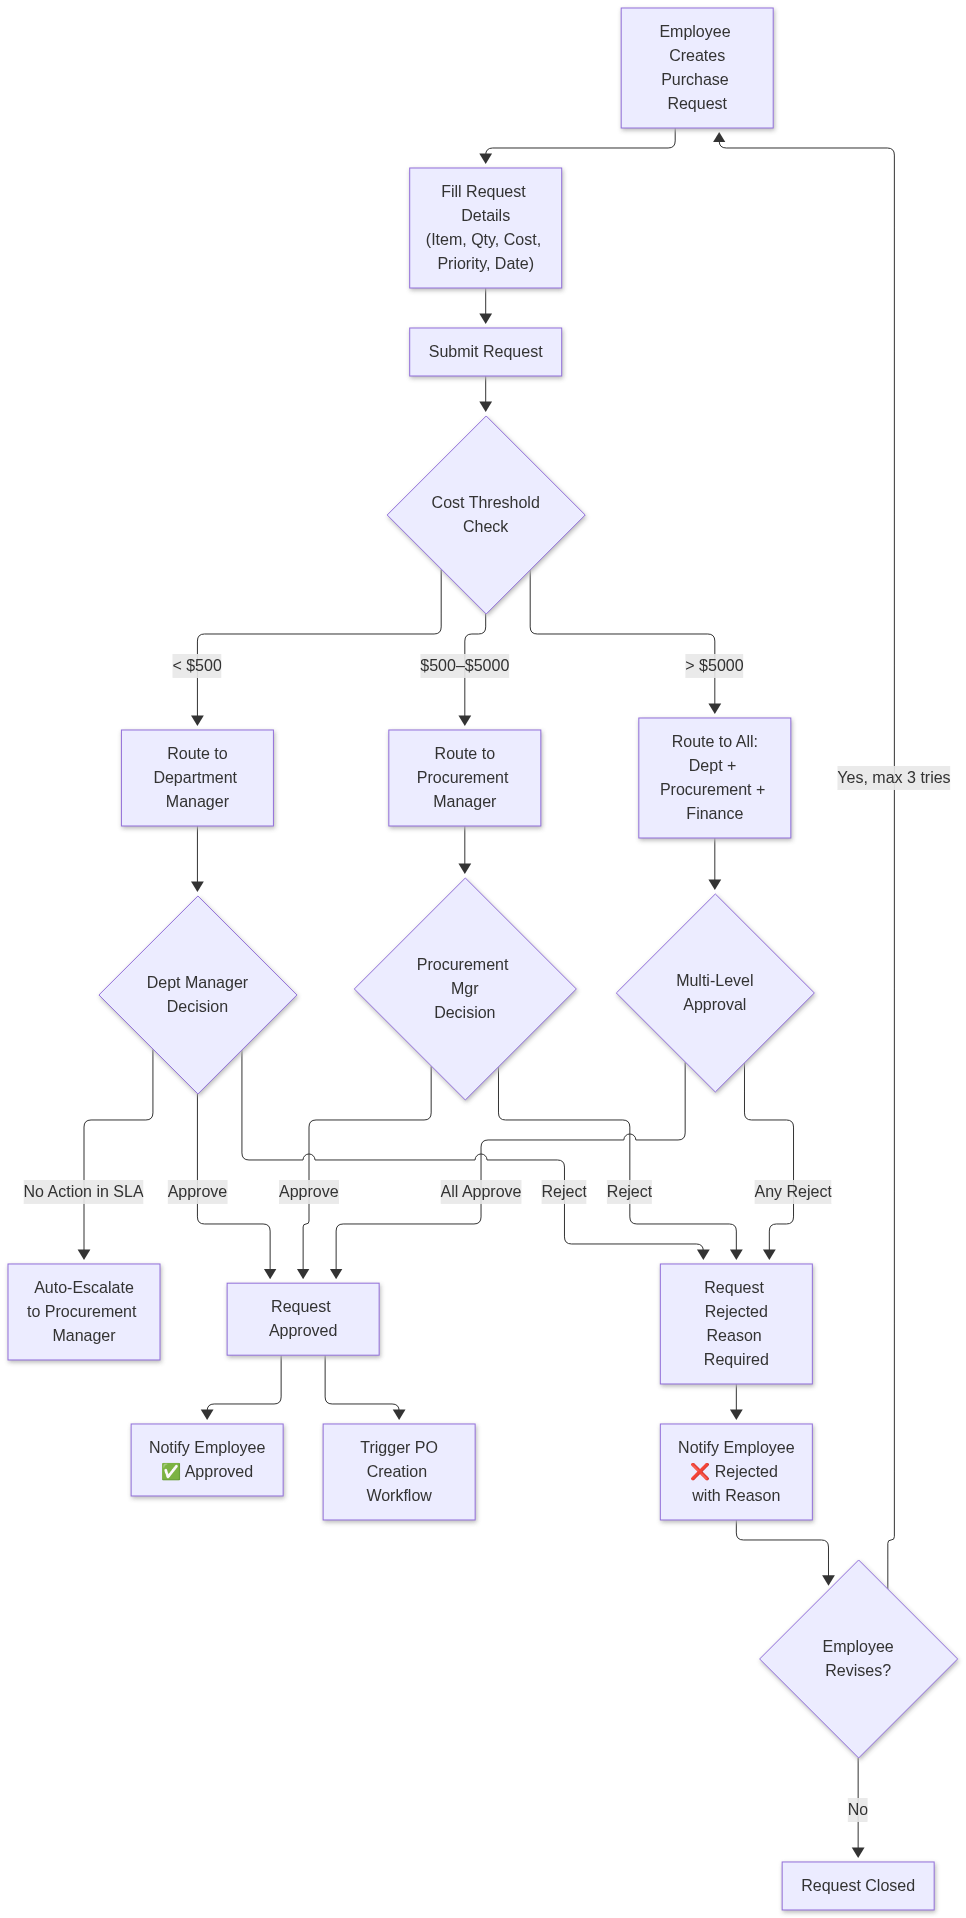 Employee
Creates
Purchase
Request
Fill Request
Details
(Item, Qty, Cost,
Priority, Date)
Submit Request
Cost Threshold
Check
< $500
$500–$5000
> $5000
Route to
Department
Manager
Route to
Procurement
Manager
Route to All:
Dept +
Procurement +
Finance
Yes, max 3 tries
Dept Manager
Decision
Procurement
Mgr
Decision
Multi-Level
Approval
No Action in SLA
Approve
Approve
All Approve
Reject
Reject
Any Reject
Auto-Escalate
to Procurement
Manager
Request
Approved
Request
Rejected
Reason
Required
Notify Employee
✅ Approved
Trigger PO
Creation
Workflow
Notify Employee
❌ Rejected
with Reason
Employee
Revises?
No
Request Closed